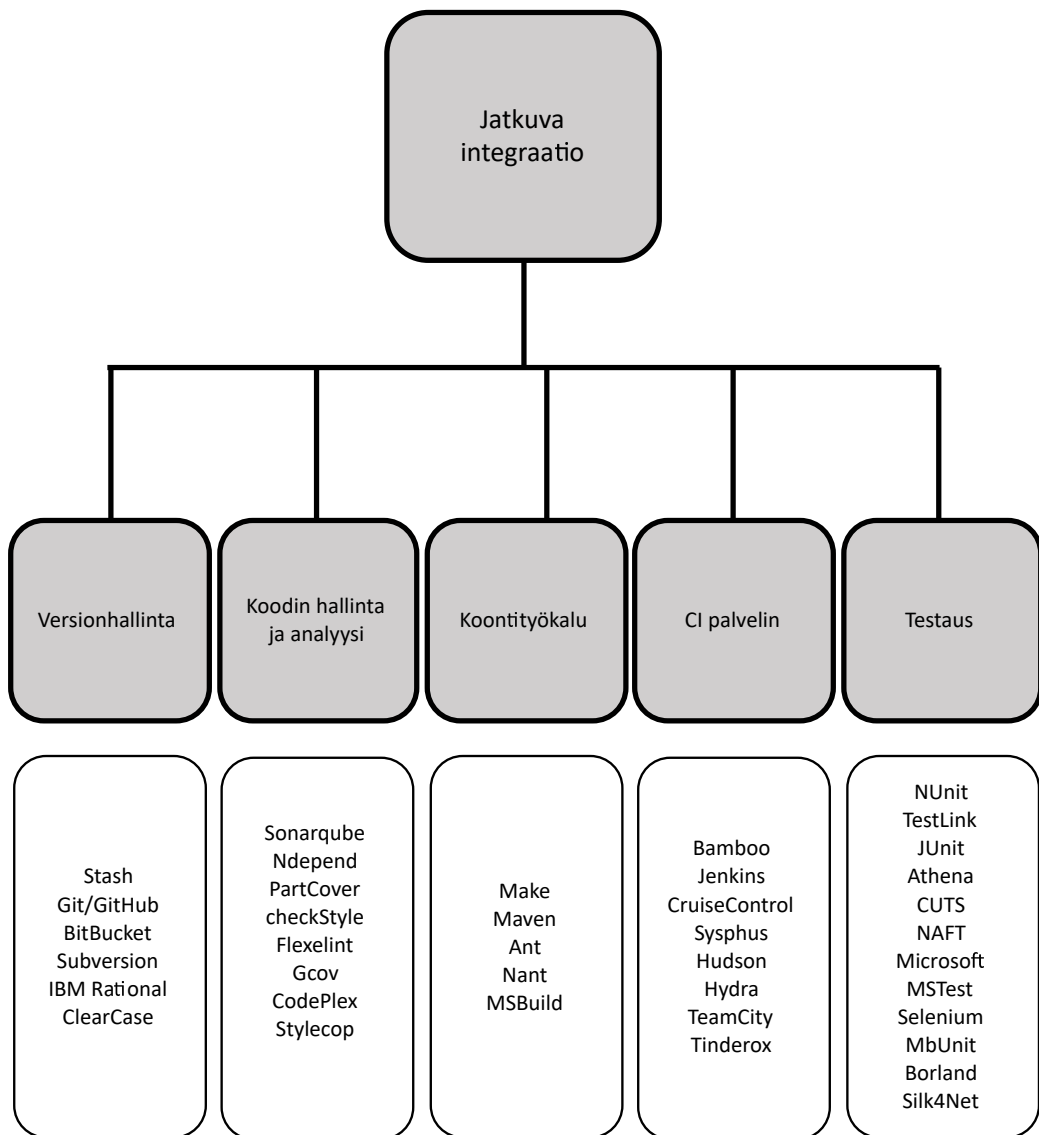 Jatkuva
integraatio
Versionhallinta
Koodin hallinta
ja analyysi
Koontityökalu
CI palvelin
Testaus
Stash
Git/GitHub
BitBucket
Subversion
IBM Rational
ClearCase
Sonarqube
Ndepend
PartCover
checkStyle
Flexelint
Gcov
CodePlex
Stylecop
Make
Maven
Ant
Nant
MSBuild
Bamboo
Jenkins
CruiseControl
Sysphus
Hudson
Hydra
TeamCity
Tinderox
NUnit
TestLink
JUnit
Athena
CUTS
NAFT
Microsoft
MSTest
Selenium
MbUnit
Borland
Silk4Net